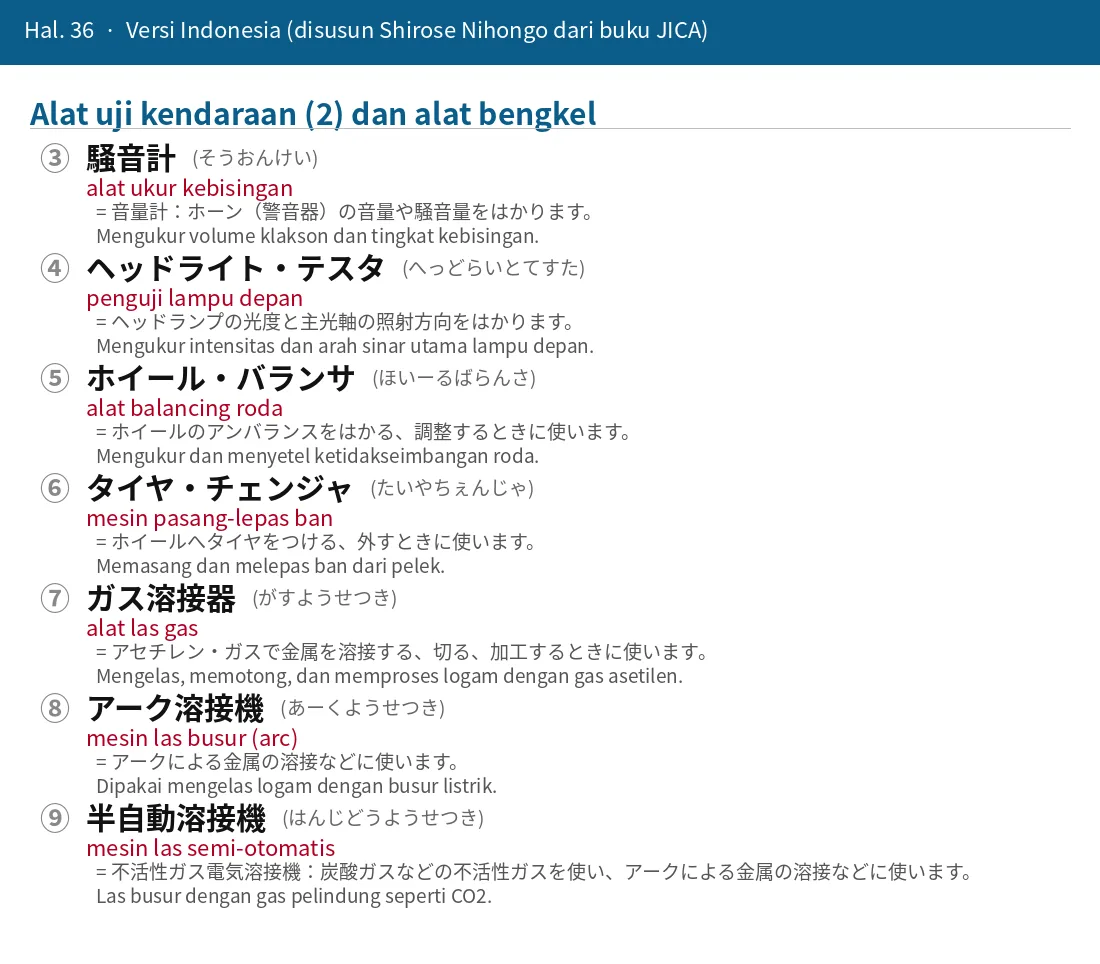 Hal. 36 · Versi Indonesia (disusun Shirose Nihongo dari buku JICA)
Alat uji kendaraan (2) dan alat bengkel
③ 騒音計 (そうおんけい)
alat ukur kebisingan
= 音量計：ホーン（警音器）の音量や騒音量をはかります。
Mengukur volume klakson dan tingkat kebisingan.
④ ヘッドライト・テスタ (へっどらいとてすた)
penguji lampu depan
= ヘッドランプの光度と主光軸の照射方向をはかります。
Mengukur intensitas dan arah sinar utama lampu depan.
⑤ ホイール・バランサ (ほいーるばらんさ)
alat balancing roda
= ホイールのアンバランスをはかる、調整するときに使います。
Mengukur dan menyetel ketidakseimbangan roda.
⑥ タイヤ・チェンジャ (たいやちぇんじゃ)
mesin pasang-lepas ban
= ホイールへタイヤをつける、外すときに使います。
Memasang dan melepas ban dari pelek.
⑦ ガス溶接器 (がすようせつき)
alat las gas
= アセチレン・ガスで金属を溶接する、切る、加工するときに使います。
Mengelas, memotong, dan memproses logam dengan gas asetilen.
⑧ アーク溶接機 (あーくようせつき)
mesin las busur (arc)
= アークによる金属の溶接などに使います。
Dipakai mengelas logam dengan busur listrik.
⑨ 半自動溶接機 (はんじどうようせつき)
mesin las semi-otomatis
= 不活性ガス電気溶接機：炭酸ガスなどの不活性ガスを使い、アークによる金属の溶接などに使います。
Las busur dengan gas pelindung seperti CO2.